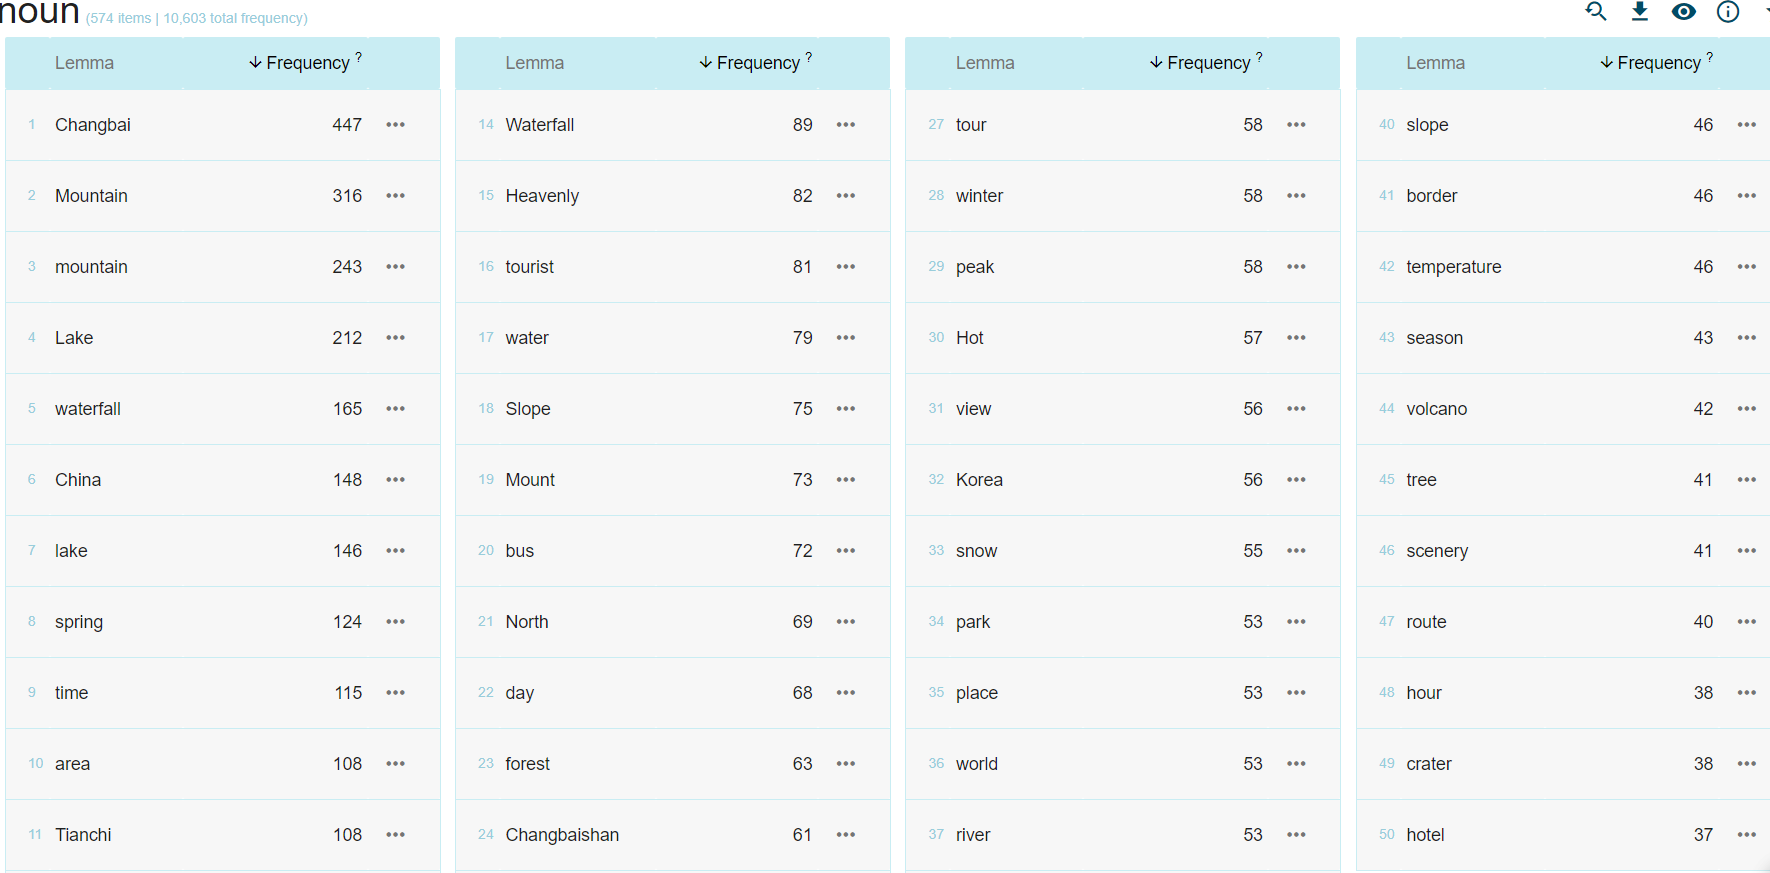 noun (574 items | 10,603 total frequency)
Lemma ↓ Frequency ? Lemma ↓ Frequency ? Lemma ↓ Frequency ? Lemma ↓ Frequency ?
1 Changbai 447 ••• 14 Waterfall 89 ••• 27 tour 58 ••• 40 slope 46 •••
2 Mountain 316 ••• 15 Heavenly 82 ••• 28 winter 58 ••• 41 border 46 •••
3 mountain 243 ••• 16 tourist 81 ••• 29 peak 58 ••• 42 temperature 46 •••
4 Lake 212 ••• 17 water 79 ••• 30 Hot 57 ••• 43 season 43 •••
5 waterfall 165 ••• 18 Slope 75 ••• 31 view 56 ••• 44 volcano 42 •••
6 China 148 ••• 19 Mount 73 ••• 32 Korea 56 ••• 45 tree 41 •••
7 lake 146 ••• 20 bus 72 ••• 33 snow 55 ••• 46 scenery 41 •••
8 spring 124 ••• 21 North 69 ••• 34 park 53 ••• 47 route 40 •••
9 time 115 ••• 22 day 68 ••• 35 place 53 ••• 48 hour 38 •••
10 area 108 ••• 23 forest 63 ••• 36 world 53 ••• 49 crater 38 •••
11 Tianchi 108 ••• 24 Changbaishan 61 ••• 37 river 53 ••• 50 hotel 37 •••